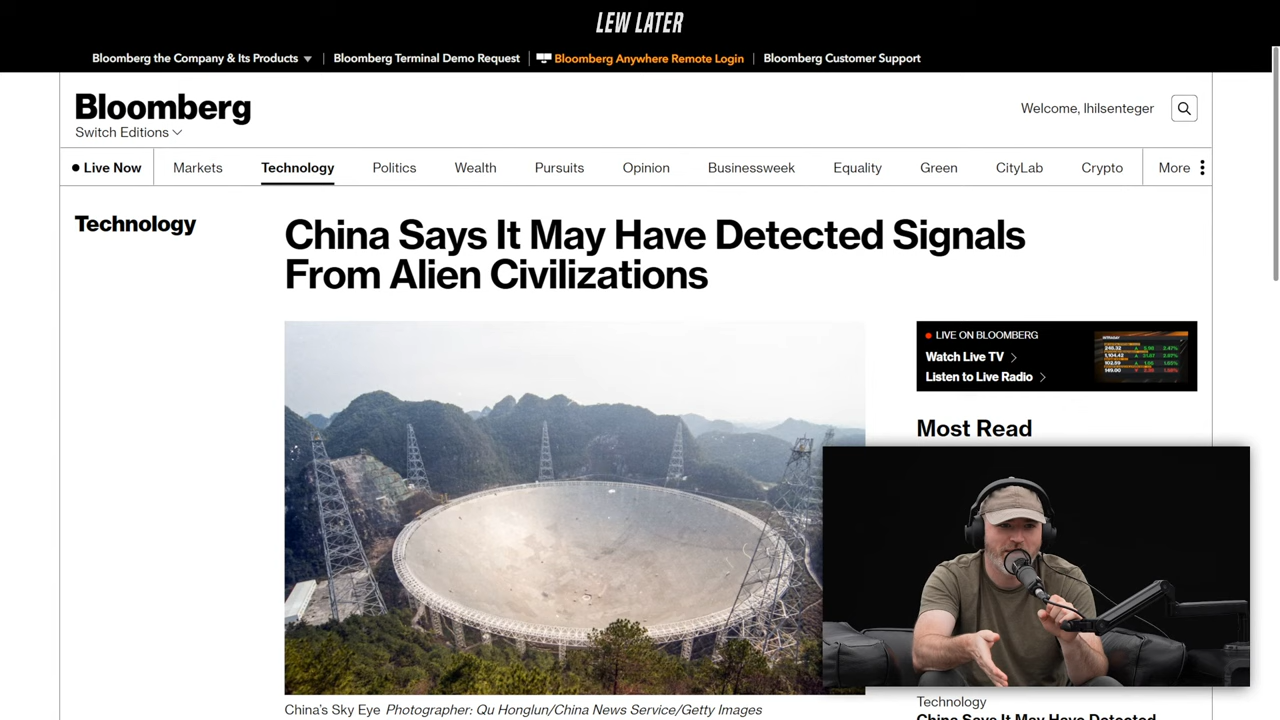 LEW LATER
Bloomberg the Company & Its Products
Bloomberg Terminal Demo Request
Bloomberg Anywhere Remote Login
Bloomberg Customer Support
Bloomberg
Switch Editions
Welcome, lhilsenteger
Live Now
Markets
Technology
Politics
Wealth
Pursuits
Opinion
Businessweek
Equality
Green
CityLab
Crypto
More
Technology
China Says It May Have Detected Signals
From Alien Civilizations
LIVE ON BLOOMBERG
Watch Live TV
Listen to Live Radio
Most Read
China's Sky Eye Photographer: Qu Honglun/China News Service/Getty Images
Technology
China Says It May Have Detected